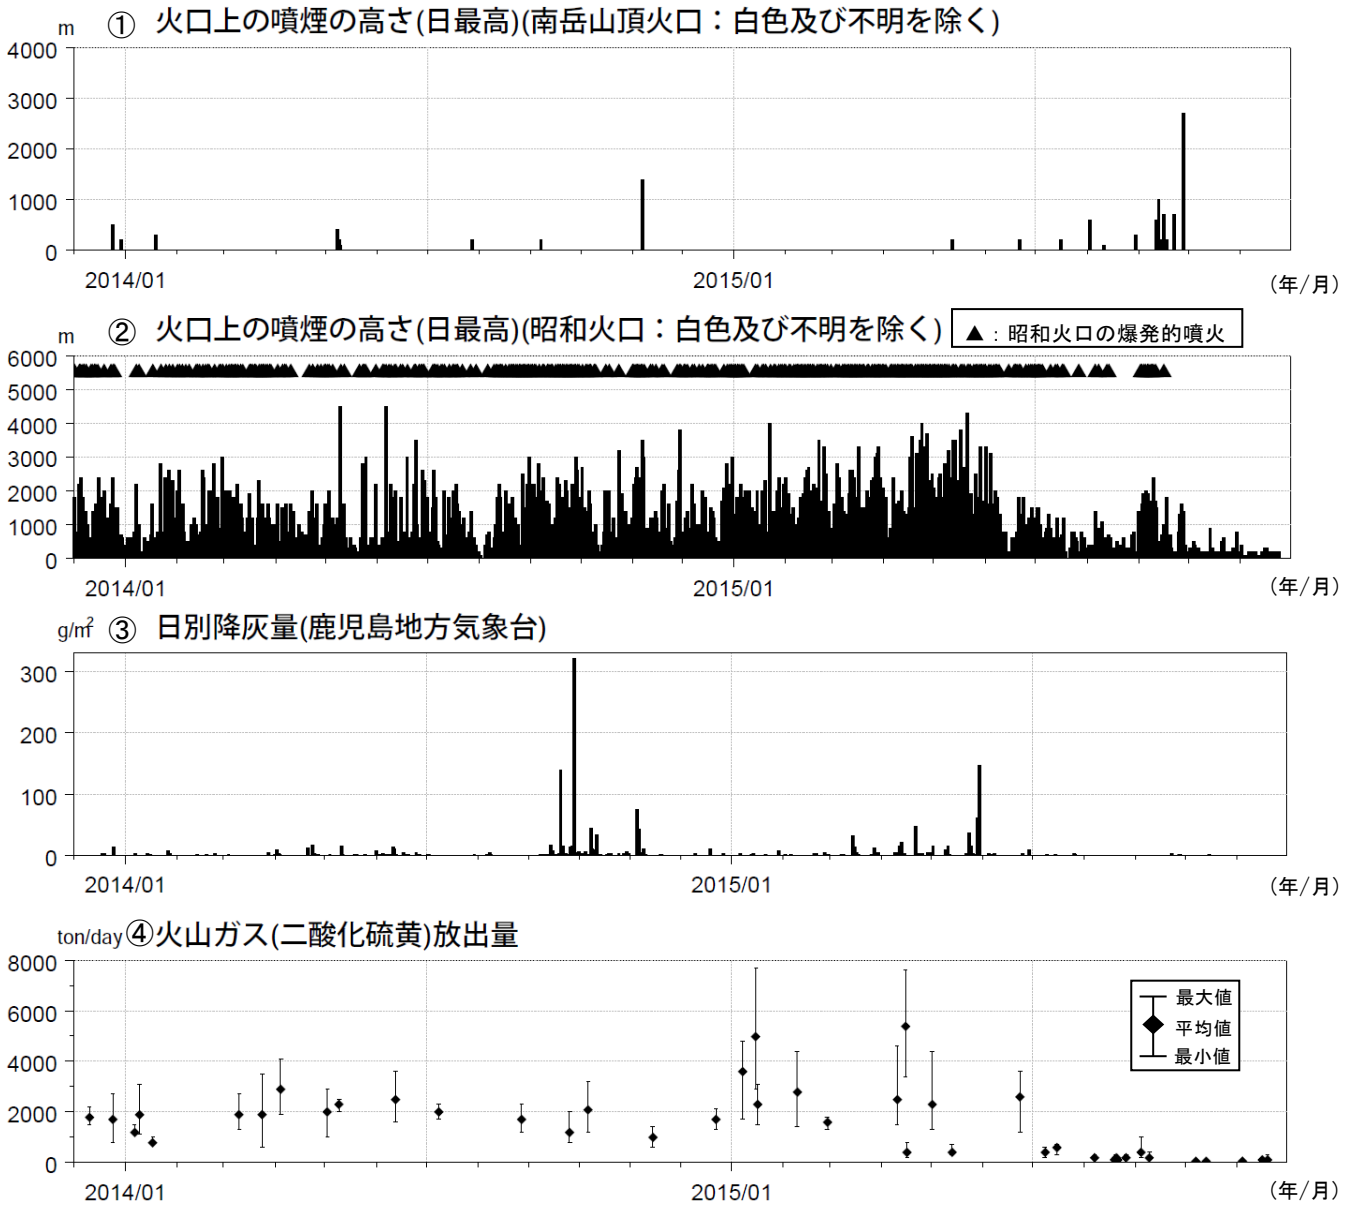 m ① 火口上の噴煙の高さ(日最高)(南岳山頂火口：白色及び不明を除く)
4000
3000
2000
1000
0
2014/01 2015/01 (年/月)
m ② 火口上の噴煙の高さ(日最高)(昭和火口：白色及び不明を除く) ▲：昭和火口の爆発的噴火
6000
5000
4000
3000
2000
1000
0
2014/01 2015/01 (年/月)
g/㎡ ③ 日別降灰量(鹿児島地方気象台)
300
200
100
0
2014/01 2015/01 (年/月)
ton/day ④火山ガス(二酸化硫黄)放出量
8000
6000
4000
2000
0
最大値
平均値
最小値
2014/01 2015/01 (年/月)